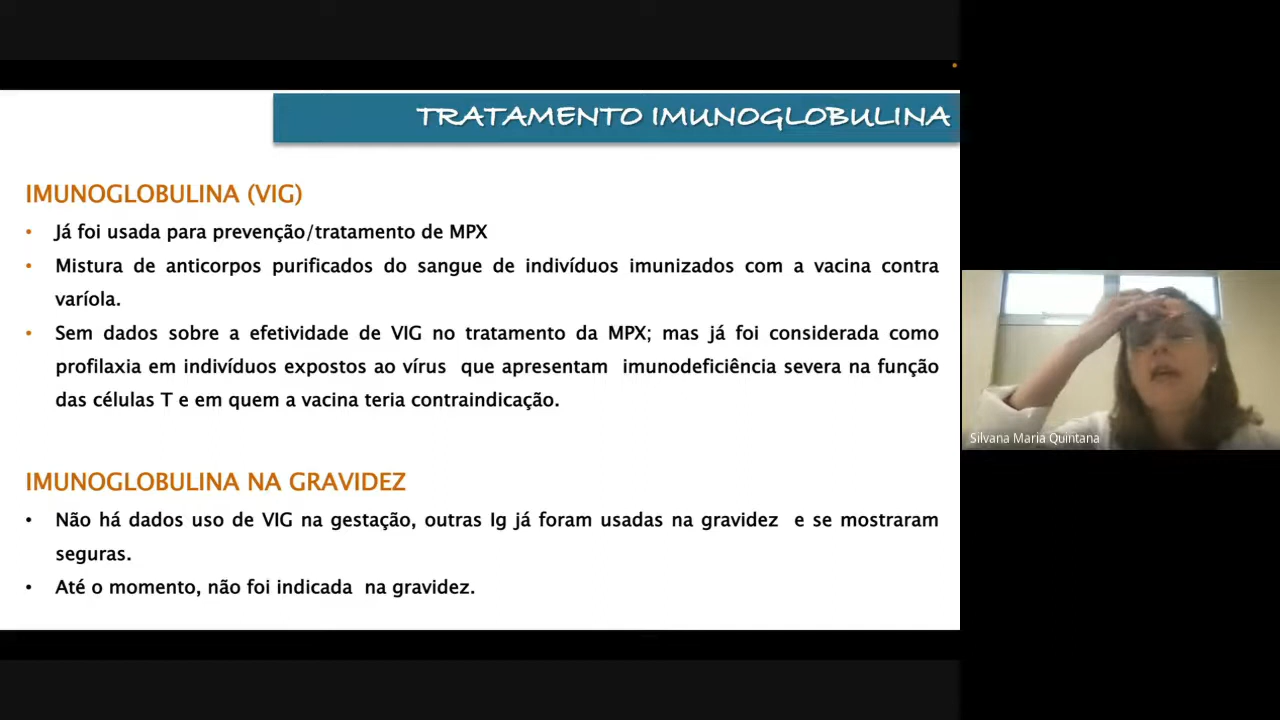 TRATAMENTO IMUNOGLOBULINA
IMUNOGLOBULINA (VIG)
• Já foi usada para prevenção/tratamento de MPX
• Mistura de anticorpos purificados do sangue de indivíduos imunizados com a vacina contra
varíola.
• Sem dados sobre a efetividade de VIG no tratamento da MPX; mas já foi considerada como
profilaxia em indivíduos expostos ao vírus que apresentam imunodeficiência severa na função
das células T e em quem a vacina teria contraindicação.
IMUNOGLOBULINA NA GRAVIDEZ
• Não há dados uso de VIG na gestação, outras Ig já foram usadas na gravidez e se mostraram
seguras.
• Até o momento, não foi indicada na gravidez.
Silvana Maria Quintana